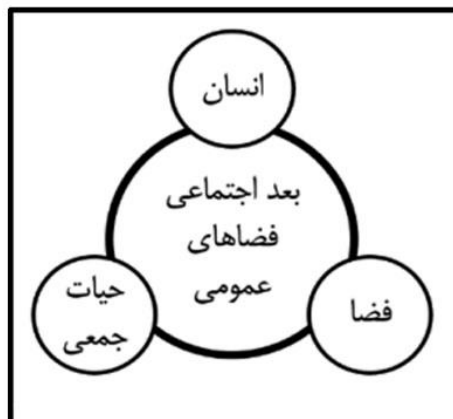 انسان
بعد اجتماعی
فضاهای
عمومی
حیات
جمعی
فضا